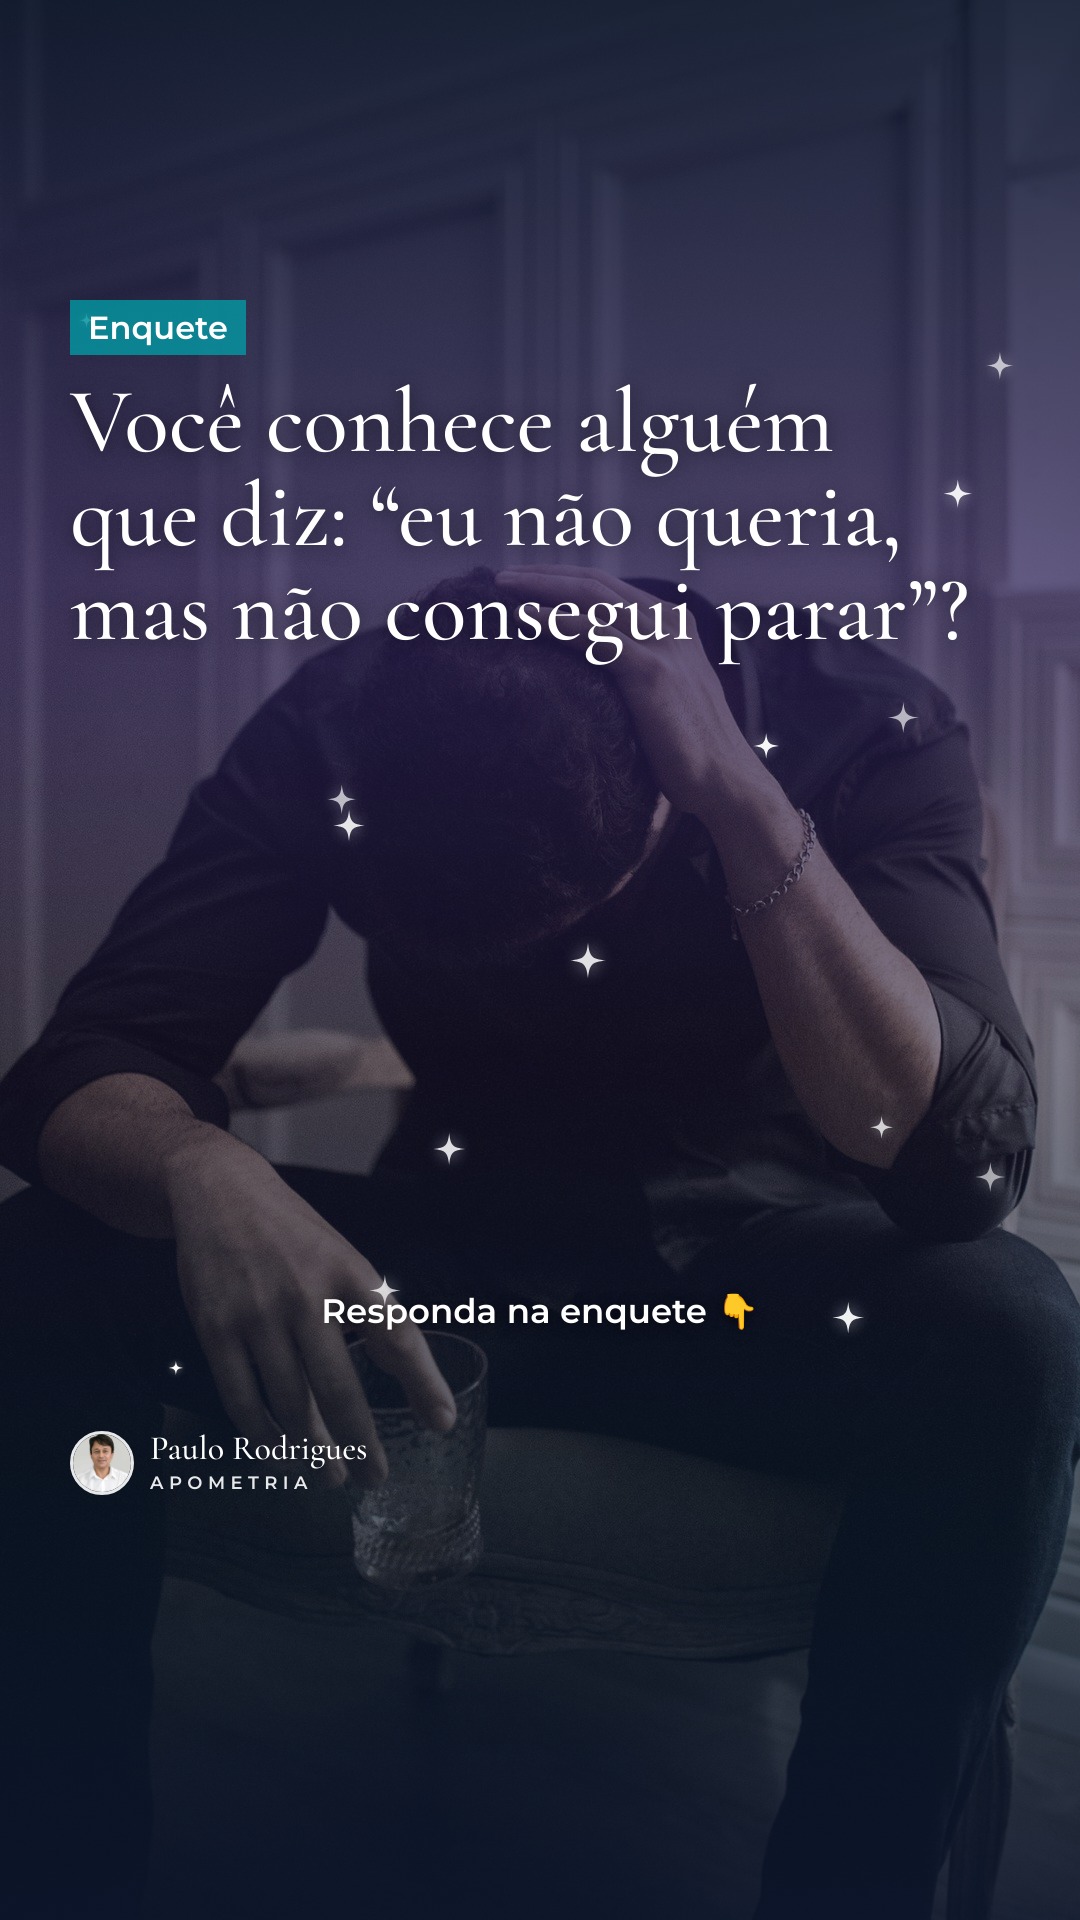 Enquete
Você conhece alguém
que diz: “eu não queria,
mas não consegui parar”?
Responda na enquete 👇
Paulo Rodrigues
APOMETRIA